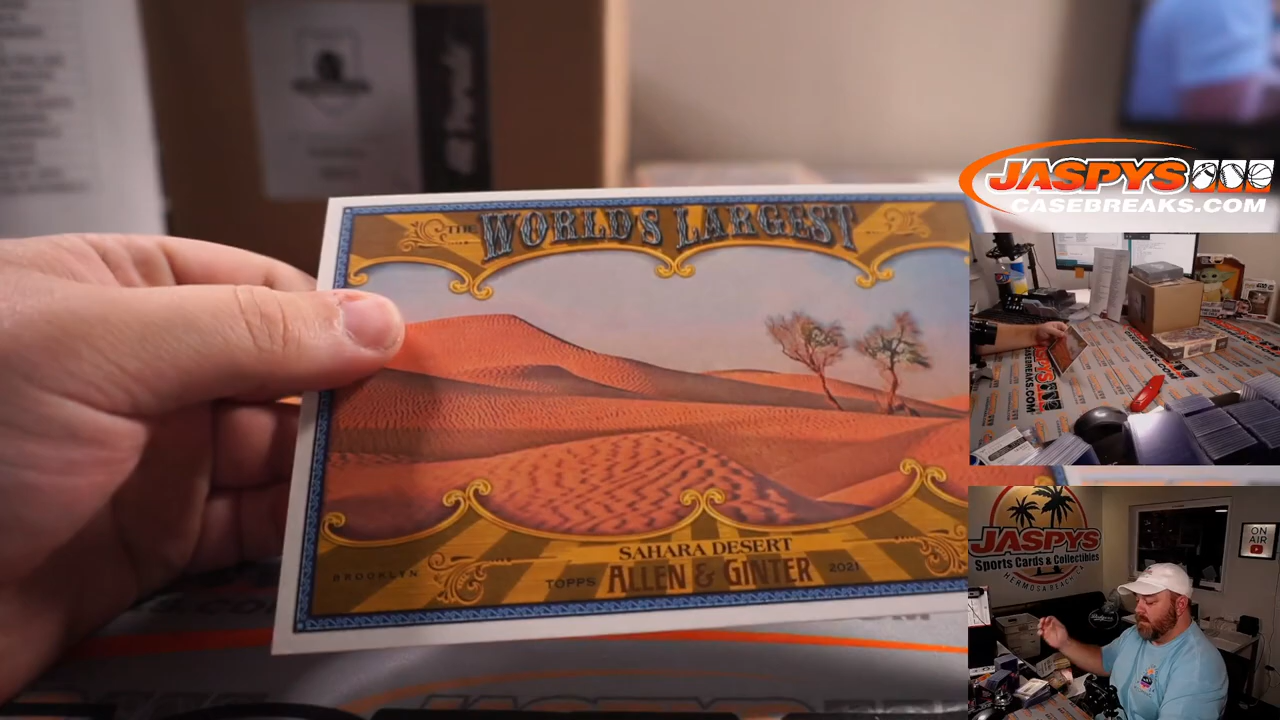 THE WORLD'S LARGEST
SAHARA DESERT
BROOKLYN TOPPS ALLEN & GINTER 2021
JASPYS
CASEBREAKS.COM
JASPYS
Sports Cards & Collectibles
HERMOSA BEACH, CA
ON
AIR